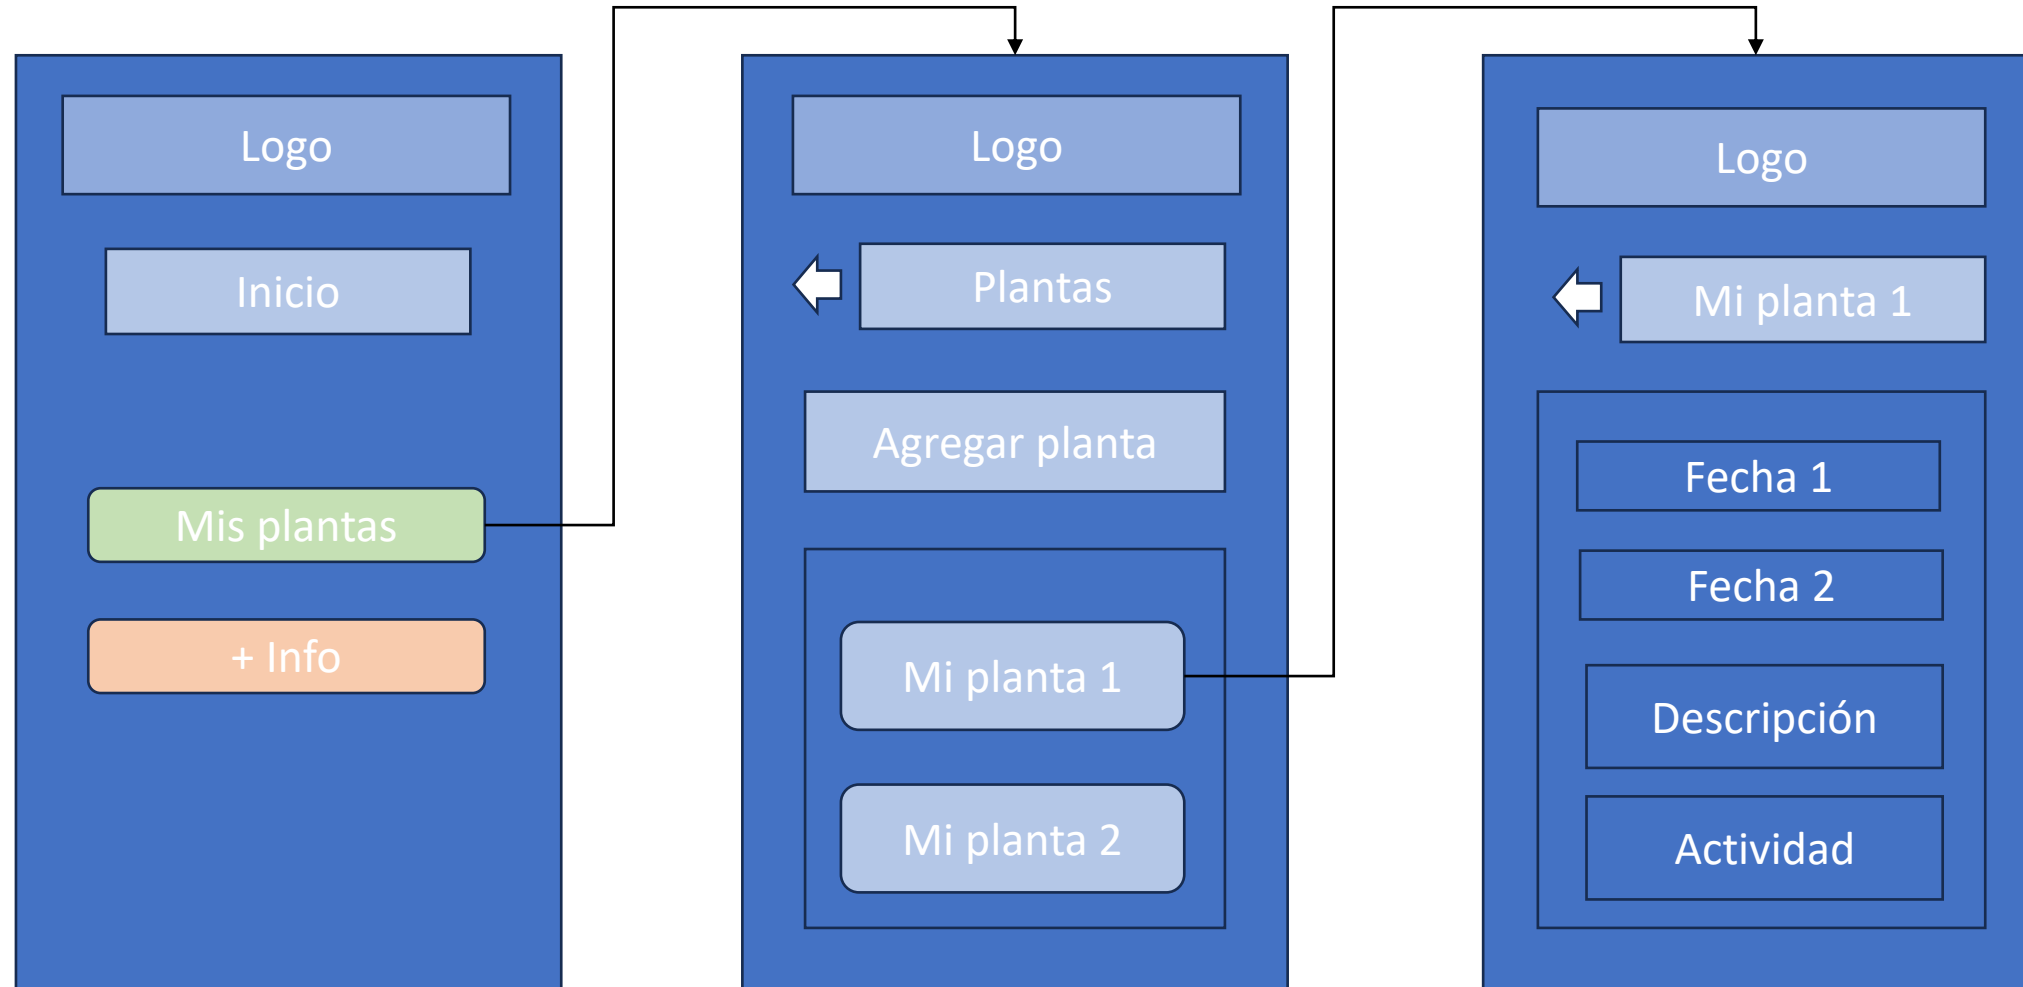 Logo
Inicio
Mis plantas
+ Info
Logo
Plantas
Agregar planta
Mi planta 1
Mi planta 2
Logo
Mi planta 1
Fecha 1
Fecha 2
Descripción
Actividad